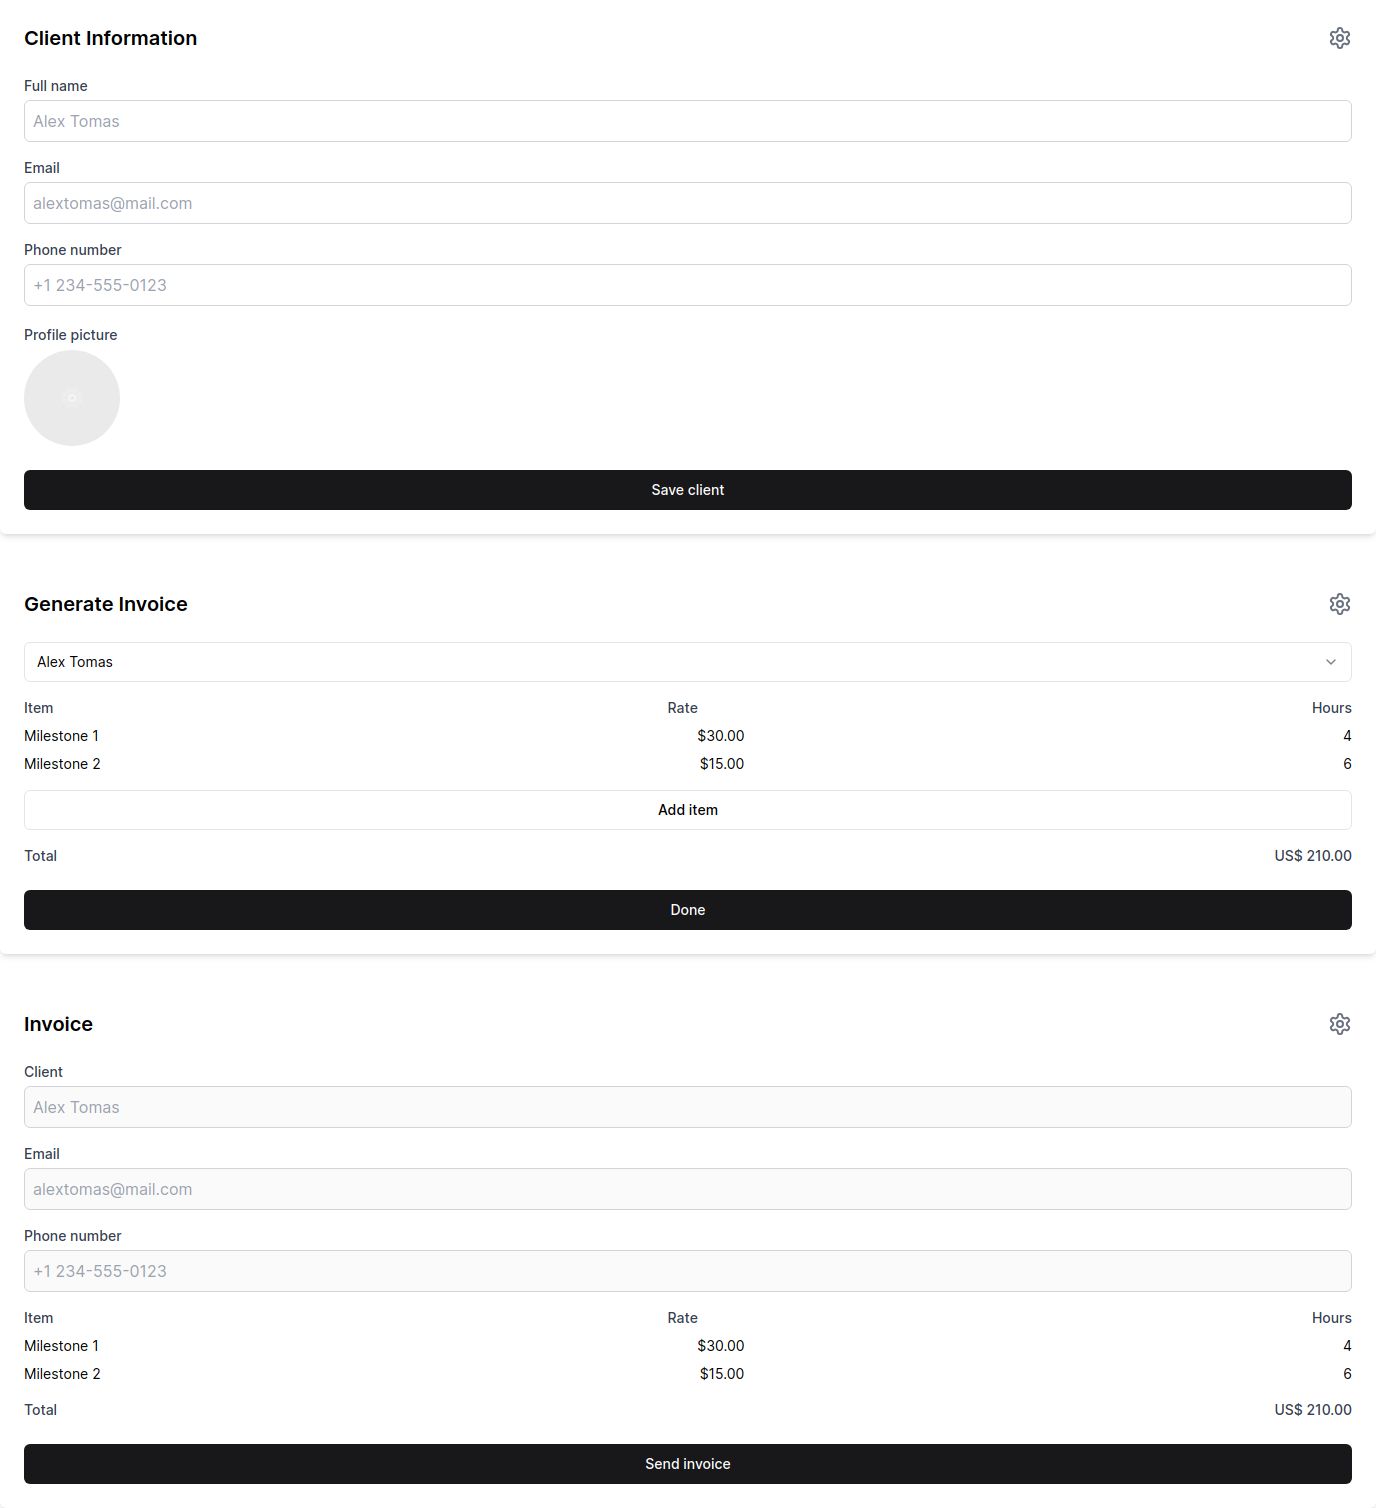 Client Information
Full name
Alex Tomas
Email
alextomas@mail.com
Phone number
+1 234-555-0123
Profile picture
Save client
Generate Invoice
Alex Tomas
Item Rate Hours
Milestone 1 $30.00 4
Milestone 2 $15.00 6
Add item
Total US$ 210.00
Done
Invoice
Client
Alex Tomas
Email
alextomas@mail.com
Phone number
+1 234-555-0123
Item Rate Hours
Milestone 1 $30.00 4
Milestone 2 $15.00 6
Total US$ 210.00
Send invoice